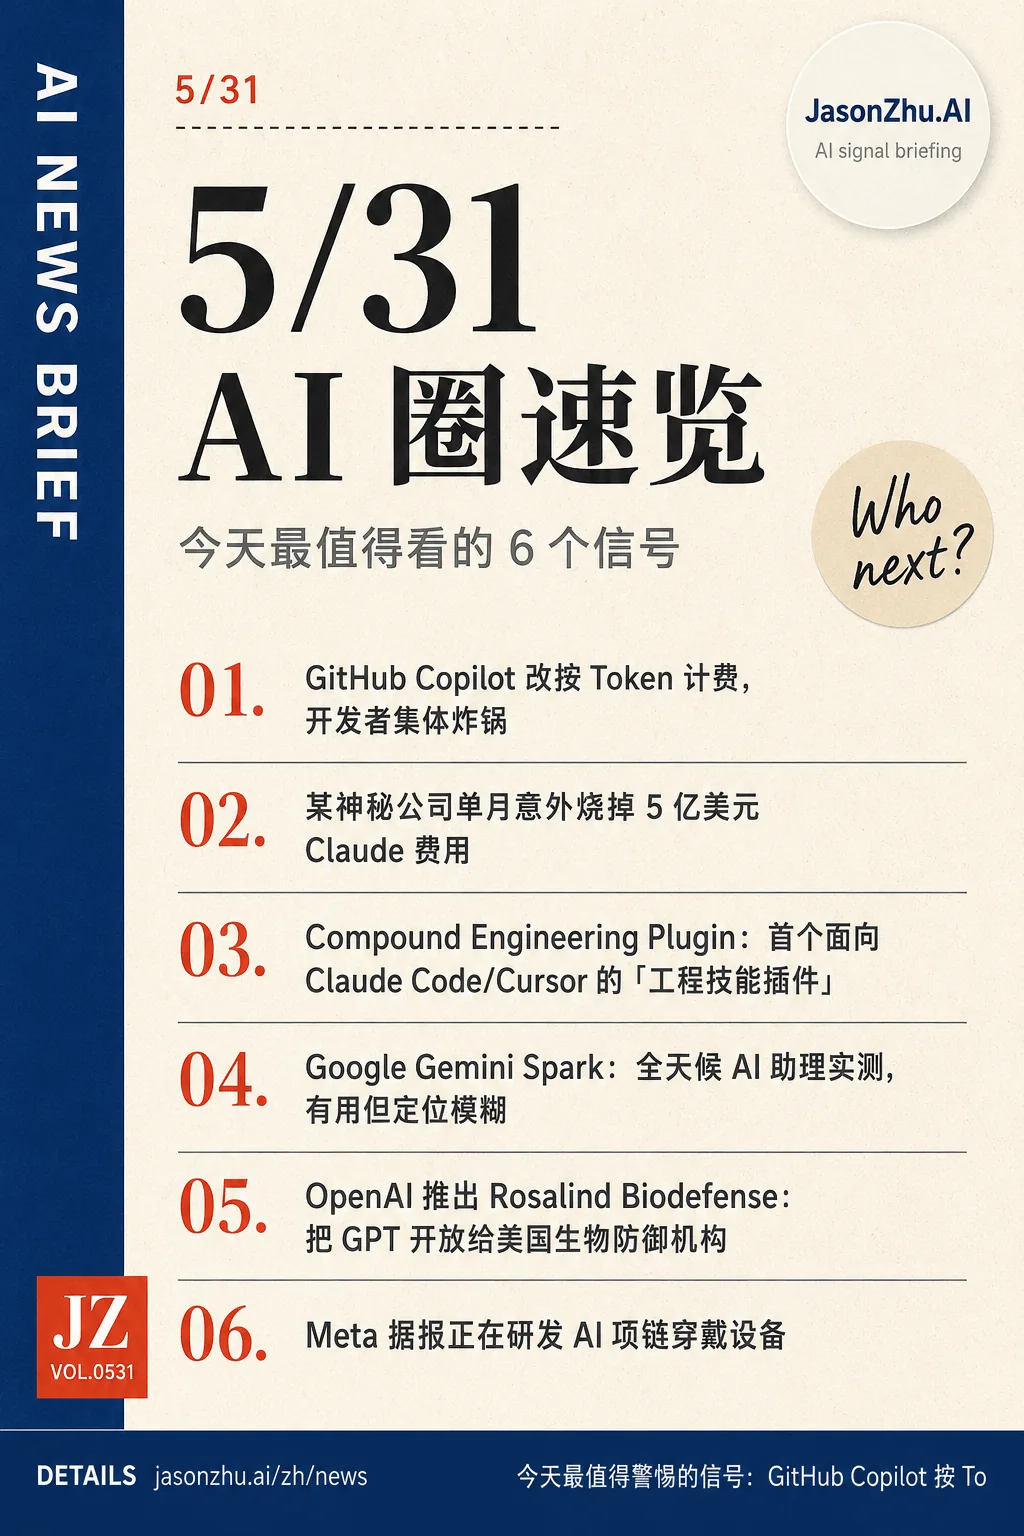 AI NEWS BRIEF
5/31
JasonZhu.AI
AI signal briefing
5/31
AI 圈速览
今天最值得看的 6 个信号
Who
next?
01.
GitHub Copilot 改按 Token 计费，
开发者集体炸锅
02.
某神秘公司单月意外烧掉 5 亿美元
Claude 费用
03.
Compound Engineering Plugin：首个面向
Claude Code/Cursor 的「工程技能插件」
04.
Google Gemini Spark：全天候 AI 助理实测，
有用但定位模糊
05.
OpenAI 推出 Rosalind Biodefense：
把 GPT 开放给美国生物防御机构
06.
Meta 据报正在研发 AI 项链穿戴设备
JZ
VOL.0531
DETAILS jasonzhu.ai/zh/news
今天最值得警惕的信号：GitHub Copilot 按 To